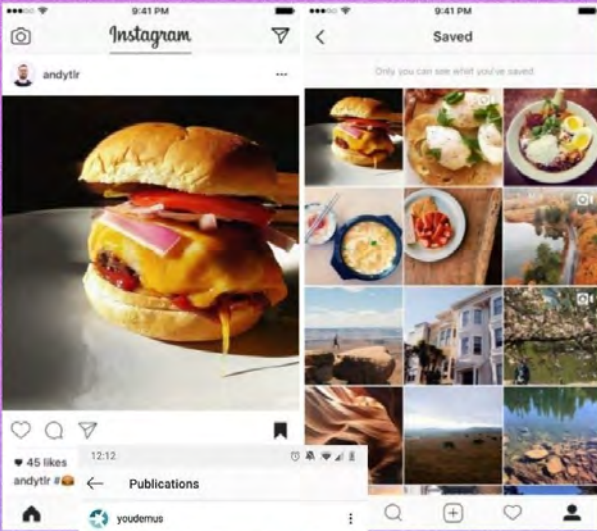 9:41 PM
Instagram
andytlr
45 likes
andytlr #🍔
9:41 PM
Saved
Only you can see what you've saved
12:12
Publications
youdemus